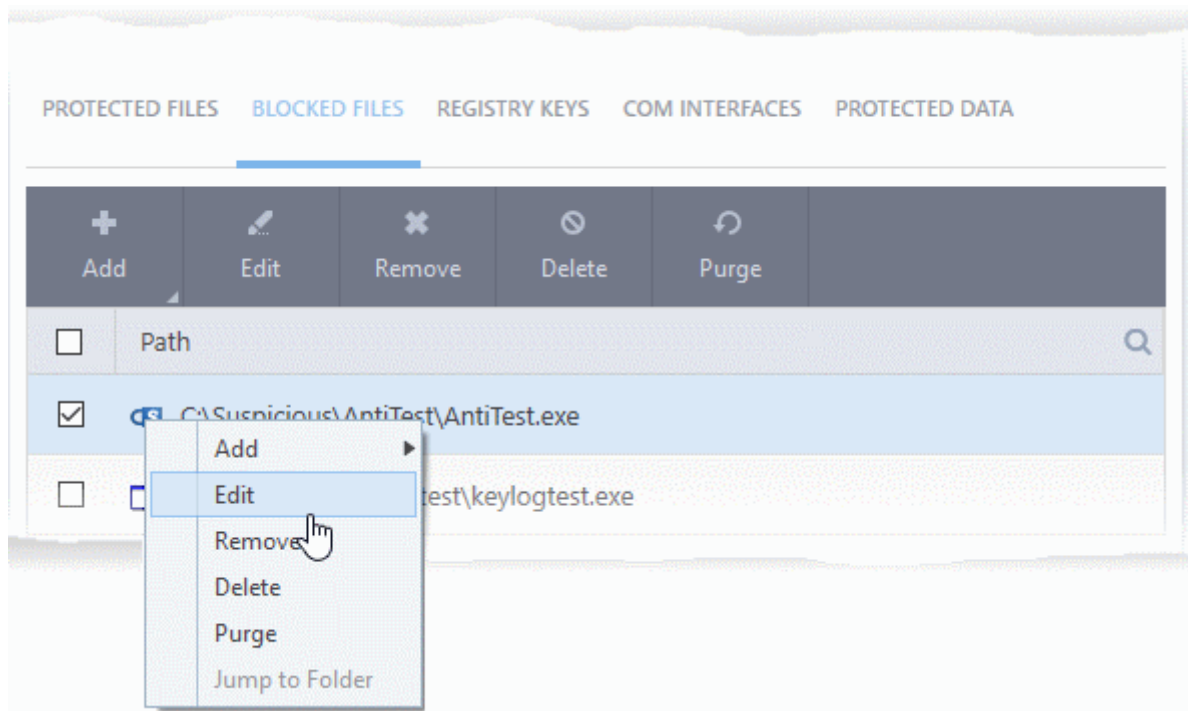 PROTECTED FILES BLOCKED FILES REGISTRY KEYS COM INTERFACES PROTECTED DATA
Add Edit Remove Delete Purge
Path
C:\Suspicious\AntiTest\AntiTest.exe
Add
Edit
test\keylogtest.exe
Remove
Delete
Purge
Jump to Folder